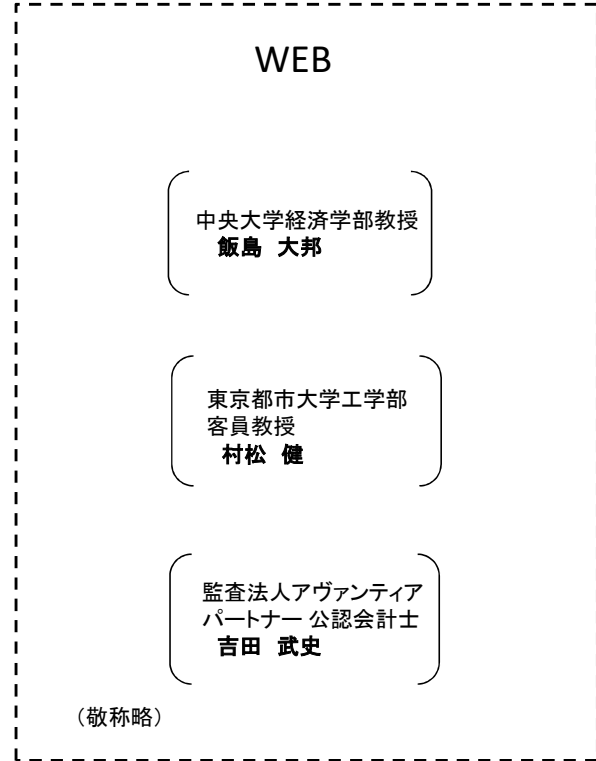 WEB
中央大学経済学部教授
飯島 大邦
東京都市大学工学部
客員教授
村松 健
監査法人アヴァンティア
パートナー 公認会計士
吉田 武史
（敬称略）